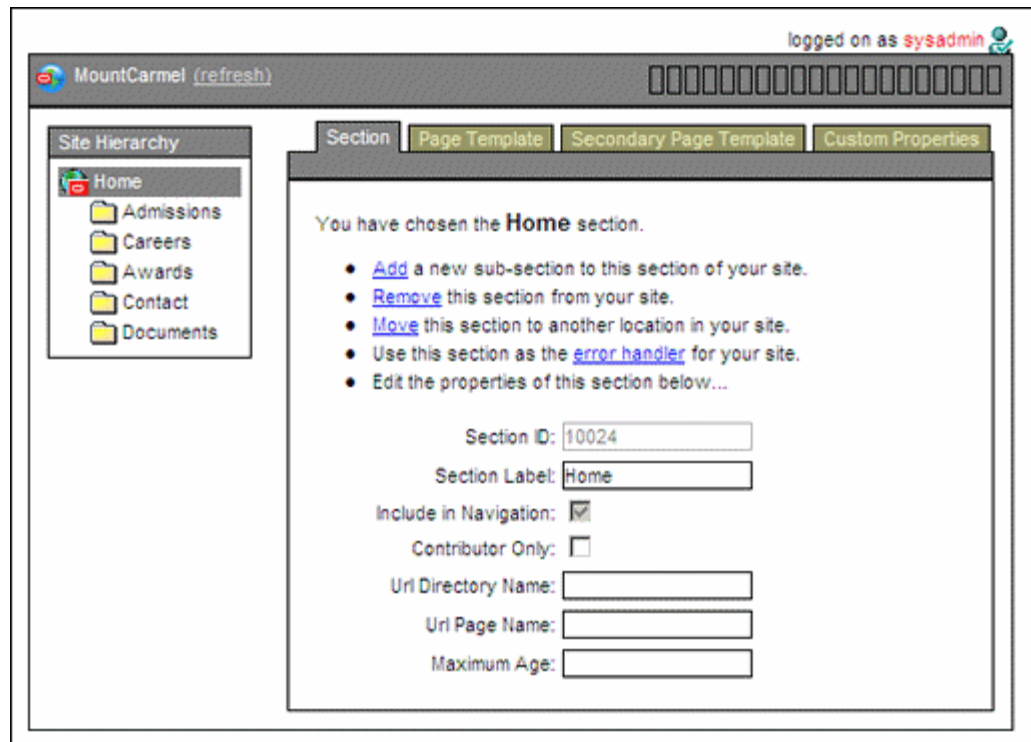 logged on as sysadmin
MountCarmel (refresh)
Site Hierarchy
Home
Admissions
Careers
Awards
Contact
Documents
Section Page Template Secondary Page Template Custom Properties
You have chosen the Home section.
Add a new sub-section to this section of your site.
Remove this section from your site.
Move this section to another location in your site.
Use this section as the error handler for your site.
Edit the properties of this section below...
Section ID: 10024
Section Label: Home
Include in Navigation:
Contributor Only:
Url Directory Name:
Url Page Name:
Maximum Age: